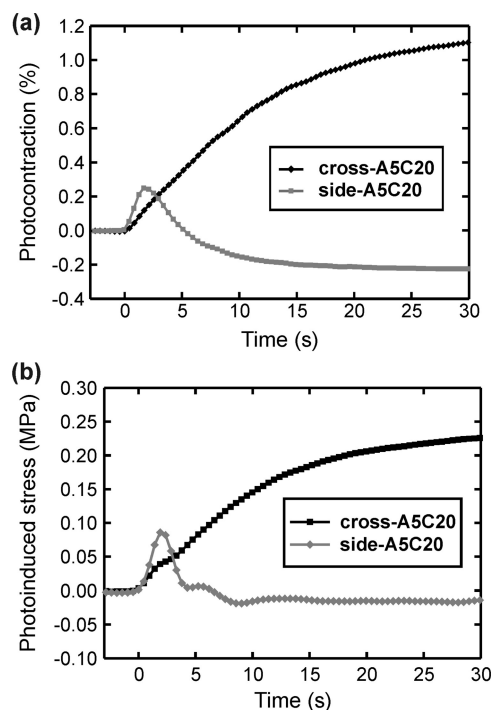 (a)
Photocontraction (%)
1.2
1.0
0.8
0.6
0.4
0.2
0.0
-0.2
-0.4
cross-A5C20
side-A5C20
0 5 10 15 20 25 30
Time (s)
(b)
Photoinduced stress (MPa)
0.30
0.25
0.20
0.15
0.10
0.05
0.00
-0.05
-0.10
cross-A5C20
side-A5C20
0 5 10 15 20 25 30
Time (s)